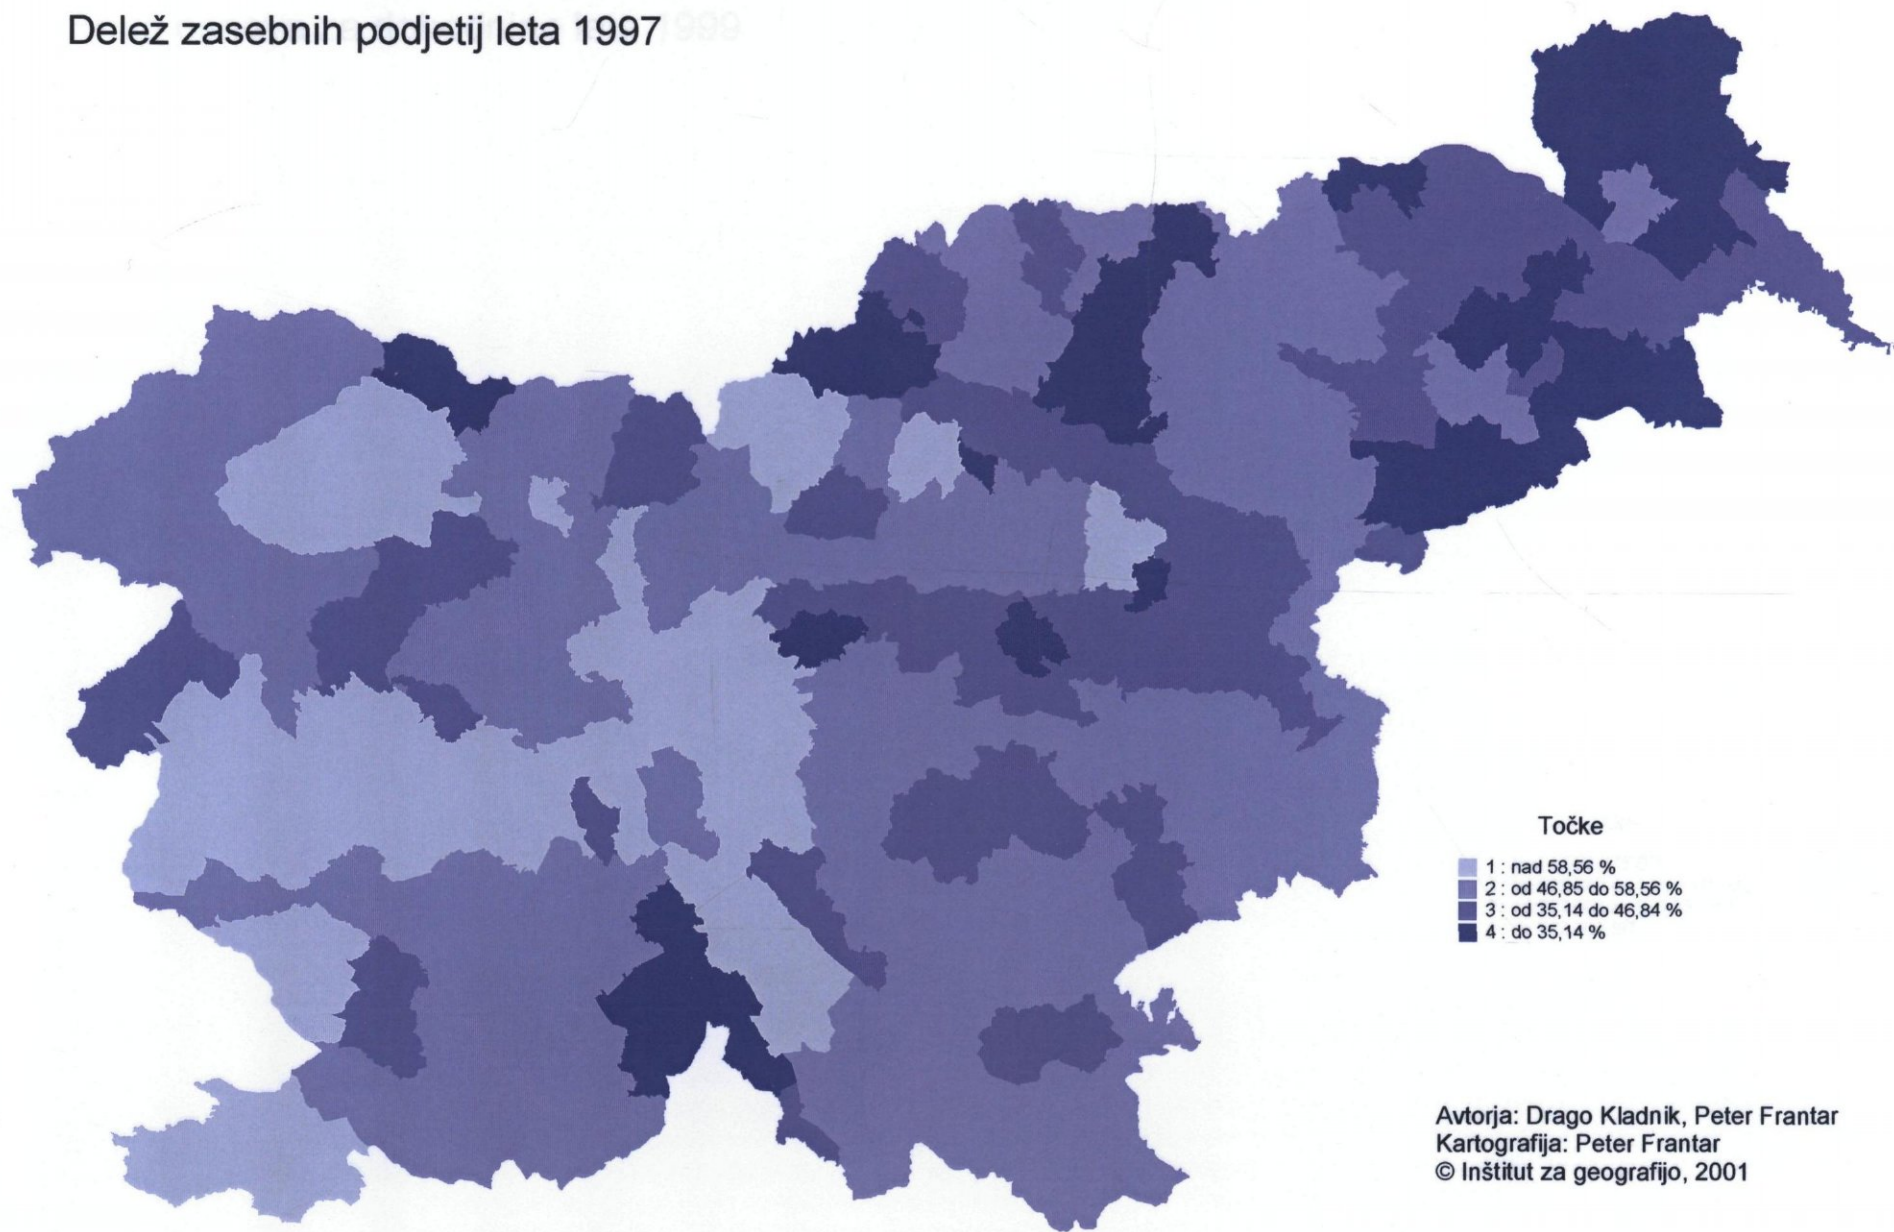 Delež zasebnih podjetij leta 1997
1999
Točke
1 : nad 58,56 %
2 : od 46,85 do 58,56 %
3 : od 35,14 do 46,84 %
4 : do 35,14 %
Avtorja: Drago Kladnik, Peter Frantar
Kartografija: Peter Frantar
© Inštitut za geografijo, 2001